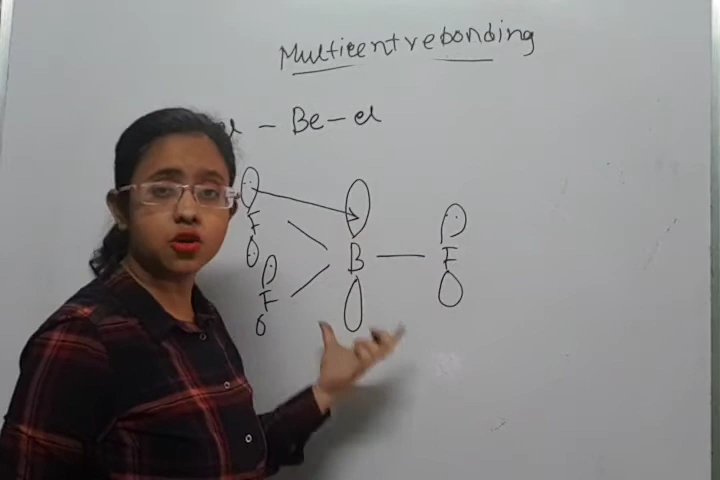 Multicentre bonding
- Be - Cl
F
B - F
F